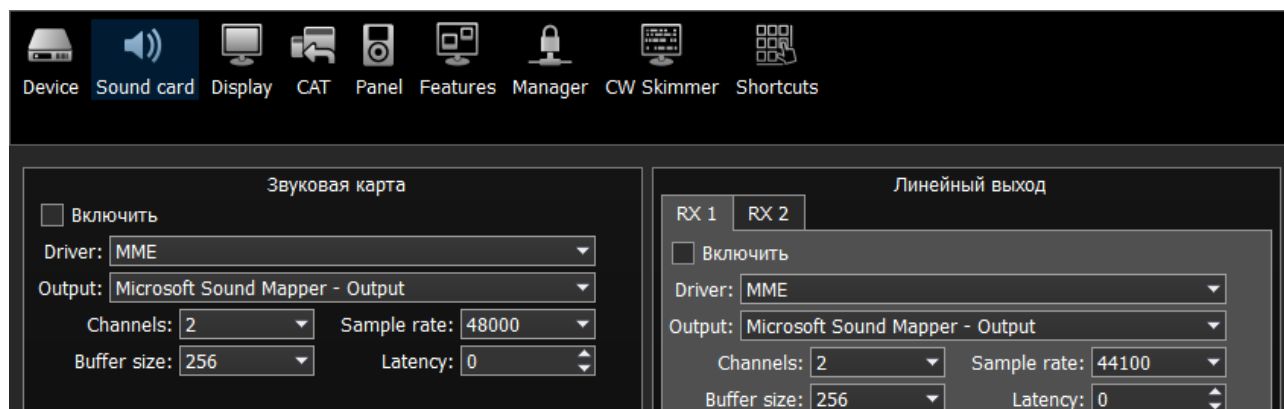 Device Sound card Display CAT Panel Features Manager CW Skimmer Shortcuts
Звуковая карта
Включить
Driver: MME
Output: Microsoft Sound Mapper - Output
Channels: 2 Sample rate: 48000
Buffer size: 256 Latency: 0
Линейный выход
RX 1 RX 2
Включить
Driver: MME
Output: Microsoft Sound Mapper - Output
Channels: 2 Sample rate: 44100
Buffer size: 256 Latency: 0